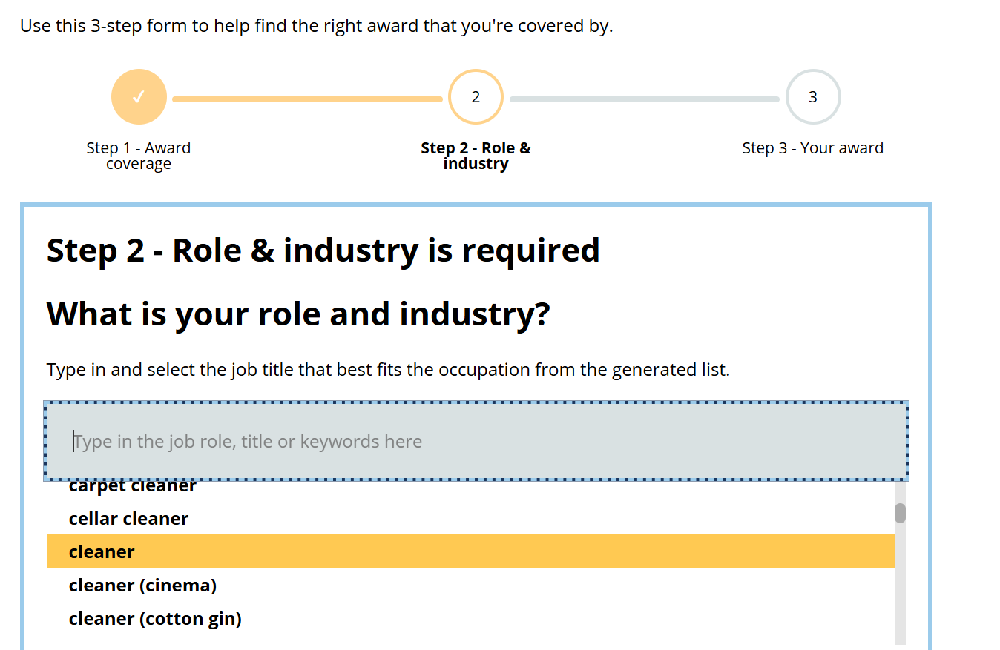 Use this 3-step form to help find the right award that you're covered by.
✓
2
3
Step 1 - Award
coverage
Step 2 - Role &
industry
Step 3 - Your award
Step 2 - Role & industry is required
What is your role and industry?
Type in and select the job title that best fits the occupation from the generated list.
Type in the job role, title or keywords here
carpet cleaner
cellar cleaner
cleaner
cleaner (cinema)
cleaner (cotton gin)